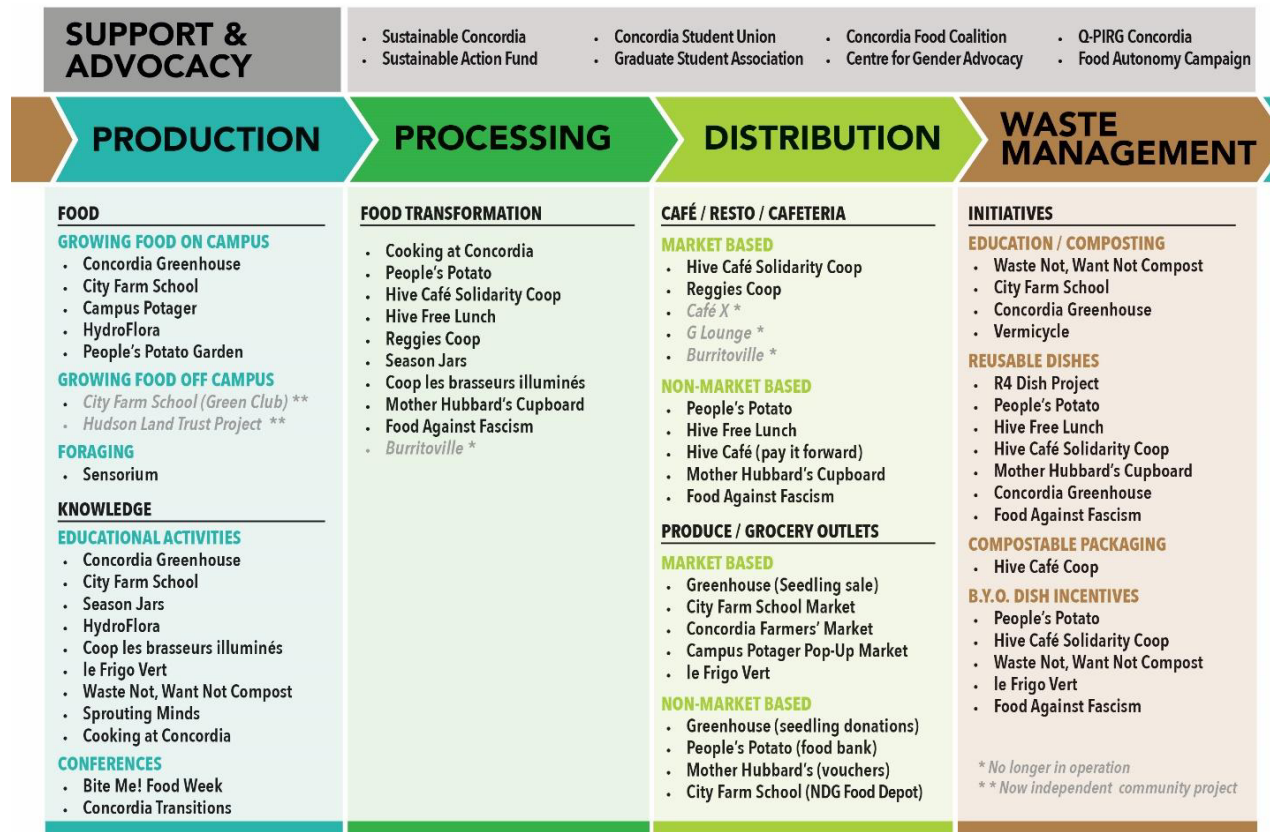 SUPPORT &
ADVOCACY
• Sustainable Concordia
• Sustainable Action Fund
• Concordia Student Union
• Graduate Student Association
• Concordia Food Coalition
• Centre for Gender Advocacy
• Q-PIRG Concordia
• Food Autonomy Campaign
PRODUCTION
PROCESSING
DISTRIBUTION
WASTE
MANAGEMENT
FOOD
GROWING FOOD ON CAMPUS
• Concordia Greenhouse
• City Farm School
• Campus Potager
• HydroFlora
• People's Potato Garden
GROWING FOOD OFF CAMPUS
• City Farm School (Green Club) **
• Hudson Land Trust Project **
FORAGING
• Sensorium
KNOWLEDGE
EDUCATIONAL ACTIVITIES
• Concordia Greenhouse
• City Farm School
• Season Jars
• HydroFlora
• Coop les brasseurs illuminés
• le Frigo Vert
• Waste Not, Want Not Compost
• Sprouting Minds
• Cooking at Concordia
CONFERENCES
• Bite Me! Food Week
• Concordia Transitions
FOOD TRANSFORMATION
• Cooking at Concordia
• People's Potato
• Hive Café Solidarity Coop
• Hive Free Lunch
• Reggies Coop
• Season Jars
• Coop les brasseurs illuminés
• Mother Hubbard's Cupboard
• Food Against Fascism
• Burritoville *
CAFÉ / RESTO / CAFETERIA
MARKET BASED
• Hive Café Solidarity Coop
• Reggies Coop
• Café X *
• G Lounge *
• Burritoville *
NON-MARKET BASED
• People's Potato
• Hive Free Lunch
• Hive Café (pay it forward)
• Mother Hubbard's Cupboard
• Food Against Fascism
PRODUCE / GROCERY OUTLETS
MARKET BASED
• Greenhouse (Seedling sale)
• City Farm School Market
• Concordia Farmers' Market
• Campus Potager Pop-Up Market
• le Frigo Vert
NON-MARKET BASED
• Greenhouse (seedling donations)
• People's Potato (food bank)
• Mother Hubbard's (vouchers)
• City Farm School (NDG Food Depot)
INITIATIVES
EDUCATION / COMPOSTING
• Waste Not, Want Not Compost
• City Farm School
• Concordia Greenhouse
• Vermicycle
REUSABLE DISHES
• R4 Dish Project
• People's Potato
• Hive Free Lunch
• Hive Café Solidarity Coop
• Mother Hubbard's Cupboard
• Concordia Greenhouse
• Food Against Fascism
COMPOSTABLE PACKAGING
• Hive Café Coop
B.Y.O. DISH INCENTIVES
• People's Potato
• Hive Café Solidarity Coop
• Waste Not, Want Not Compost
• le Frigo Vert
• Food Against Fascism
* No longer in operation
* * Now independent community project